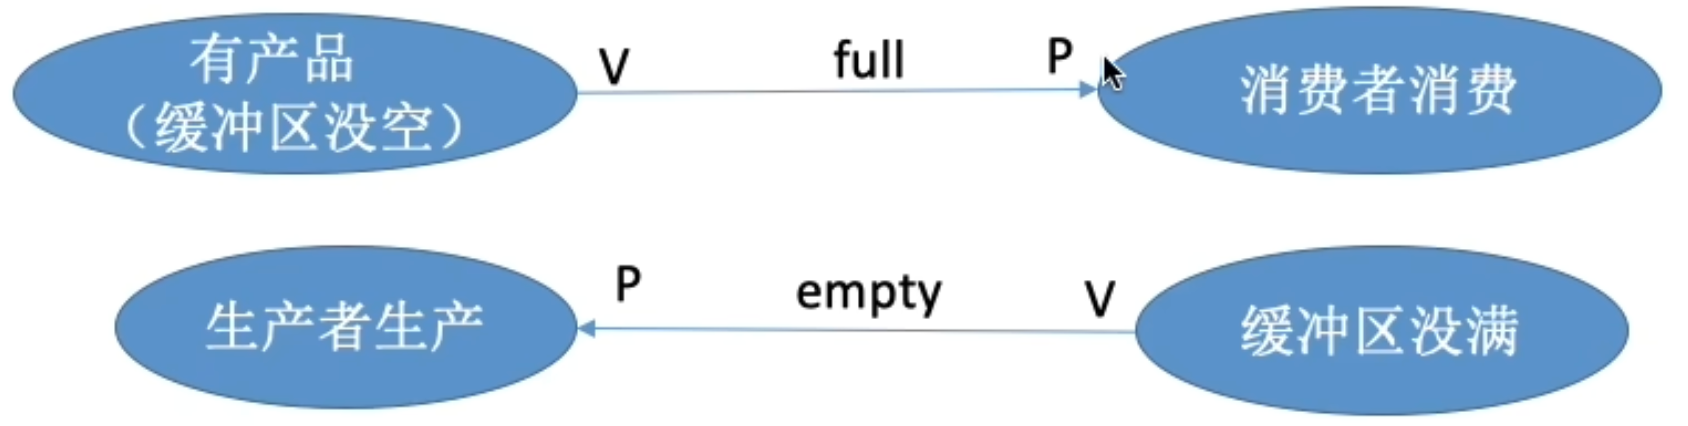 有产品
（缓冲区没空）
V
full
P
消费者消费
生产者生产
P
empty
V
缓冲区没满